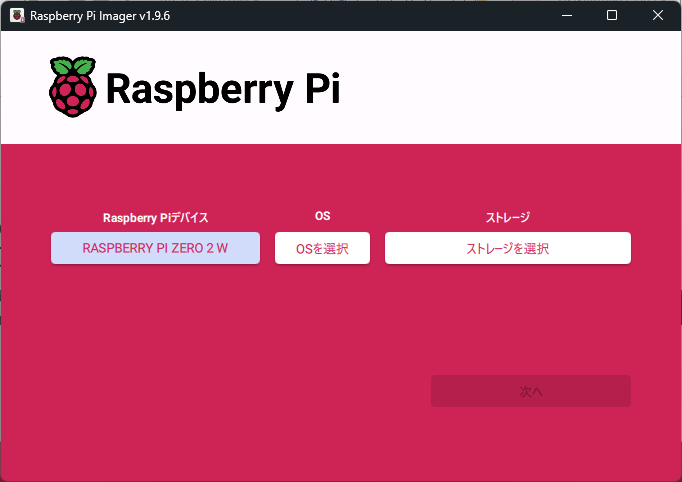 Raspberry Pi Imager v1.9.6
Raspberry Pi
Raspberry Piデバイス
OS
ストレージ
RASPBERRY PI ZERO 2 W
OSを選択
ストレージを選択
次へ